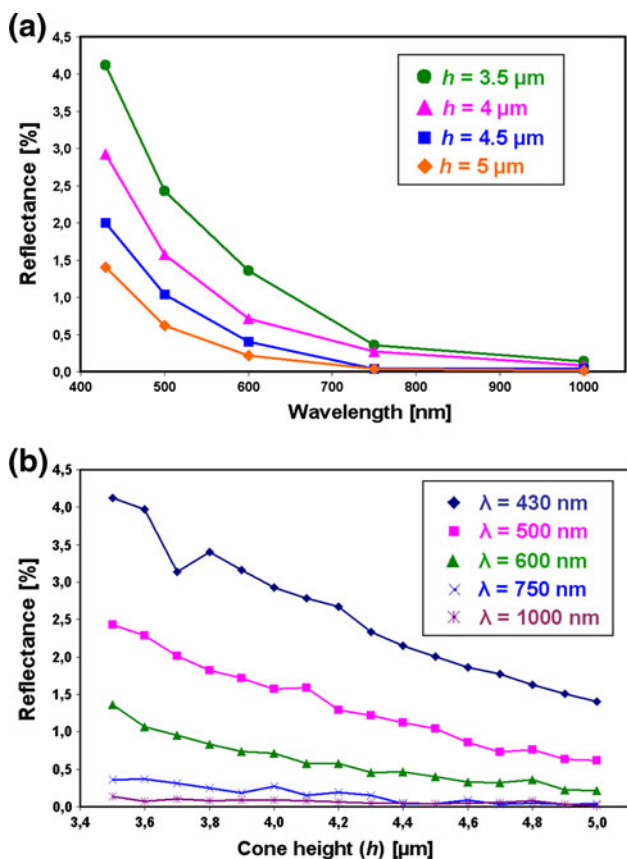 (a)
4,5
4,0
3,5
3,0
2,5
2,0
1,5
1,0
0,5
0,0
Reflectance [%]
h = 3.5 µm
h = 4 µm
h = 4.5 µm
h = 5 µm
400 500 600 700 800 900 1000
Wavelength [nm]
(b)
4,5
4,0
3,5
3,0
2,5
2,0
1,5
1,0
0,5
0,0
Reflectance [%]
λ = 430 nm
λ = 500 nm
λ = 600 nm
λ = 750 nm
λ = 1000 nm
3,4 3,6 3,8 4,0 4,2 4,4 4,6 4,8 5,0
Cone height (h) [µm]